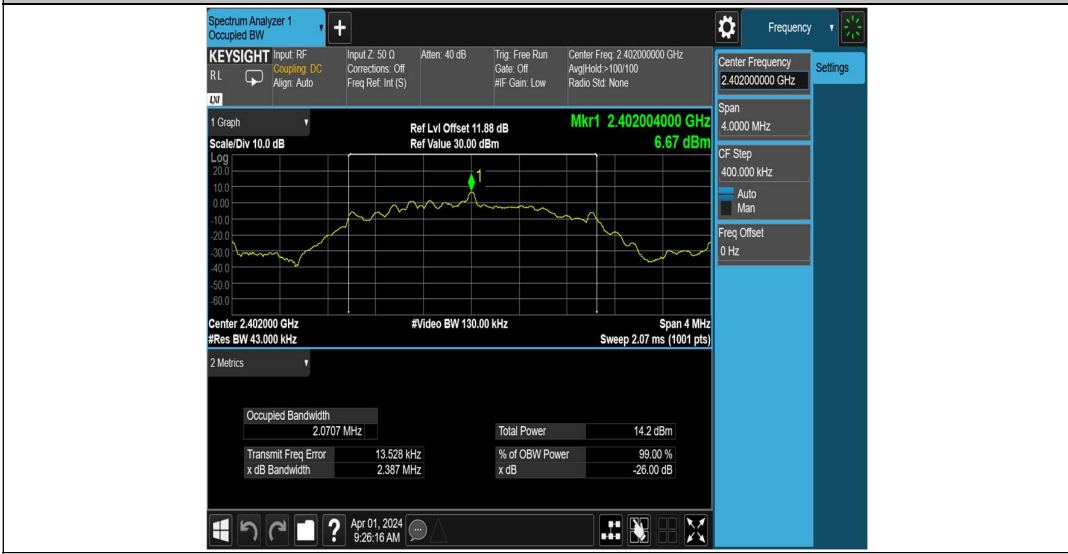 Spectrum Analyzer 1
Occupied BW
+
Frequency
KEYSIGHT
RL
LXI
Input: RF
Coupling: DC
Align: Auto
Input Z: 50 Ω
Corrections: Off
Freq Ref: Int (S)
Atten: 40 dB
Trig: Free Run
Gate: Off
#IF Gain: Low
Center Freq: 2.402000000 GHz
Avg|Hold:>100/100
Radio Std: None
Center Frequency
2.402000000 GHz
Settings
Span
4.0000 MHz
CF Step
400.000 kHz
Auto
Man
Freq Offset
0 Hz
1 Graph
Scale/Div 10.0 dB
Ref Lvl Offset 11.88 dB
Ref Value 30.00 dBm
Mkr1 2.402004000 GHz
6.67 dBm
Log
20.0
10.0
0.00
-10.0
-20.0
-30.0
-40.0
-50.0
-60.0
1
Center 2.402000 GHz
#Res BW 43.000 kHz
#Video BW 130.00 kHz
Span 4 MHz
Sweep 2.07 ms (1001 pts)
2 Metrics
Occupied Bandwidth
2.0707 MHz
Total Power 14.2 dBm
Transmit Freq Error 13.528 kHz
% of OBW Power 99.00 %
x dB Bandwidth 2.387 MHz
x dB -26.00 dB
?
Apr 01, 2024
9:26:16 AM